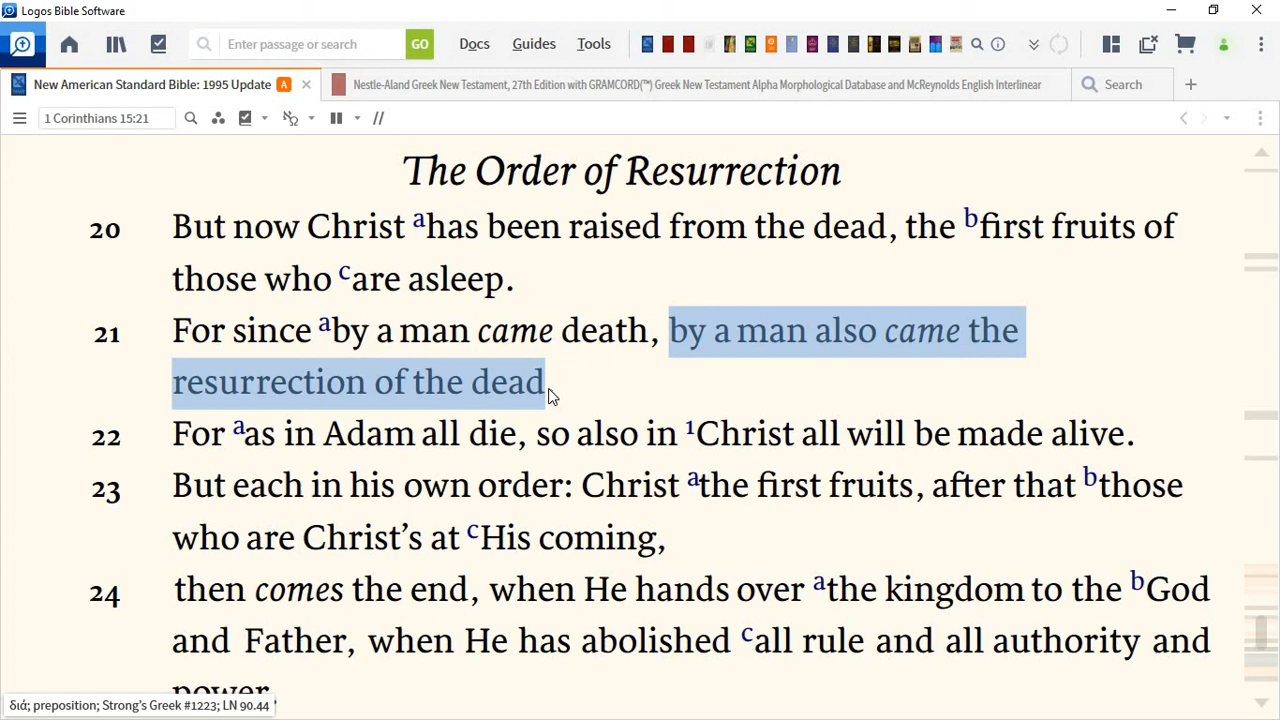 Logos Bible Software
Enter passage or search GO Docs Guides Tools
New American Standard Bible: 1995 Update A Nestle-Aland Greek New Testament, 27th Edition with GRAMCORD(™) Greek New Testament Alpha Morphological Database and McReynolds English Interlinear Search
1 Corinthians 15:21
The Order of Resurrection
20 But now Christ ᵃhas been raised from the dead, the ᵇfirst fruits of
those who ᶜare asleep.
21 For since ᵃby a man came death, by a man also came the
resurrection of the dead
22 For ᵃas in Adam all die, so also in ¹Christ all will be made alive.
23 But each in his own order: Christ ᵃthe first fruits, after that ᵇthose
who are Christ’s at ᶜHis coming,
24 then comes the end, when He hands over ᵃthe kingdom to the ᵇGod
and Father, when He has abolished ᶜall rule and all authority and
power.
διά; preposition; Strong’s Greek #1223; LN 90.44